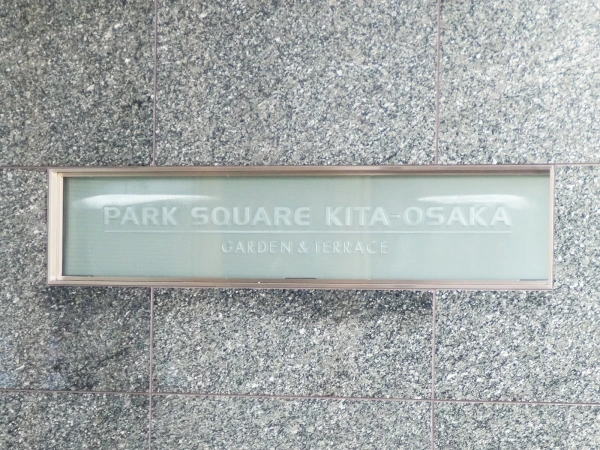 PARK SQUARE KITA-OSAKA
GARDEN & TERRACE